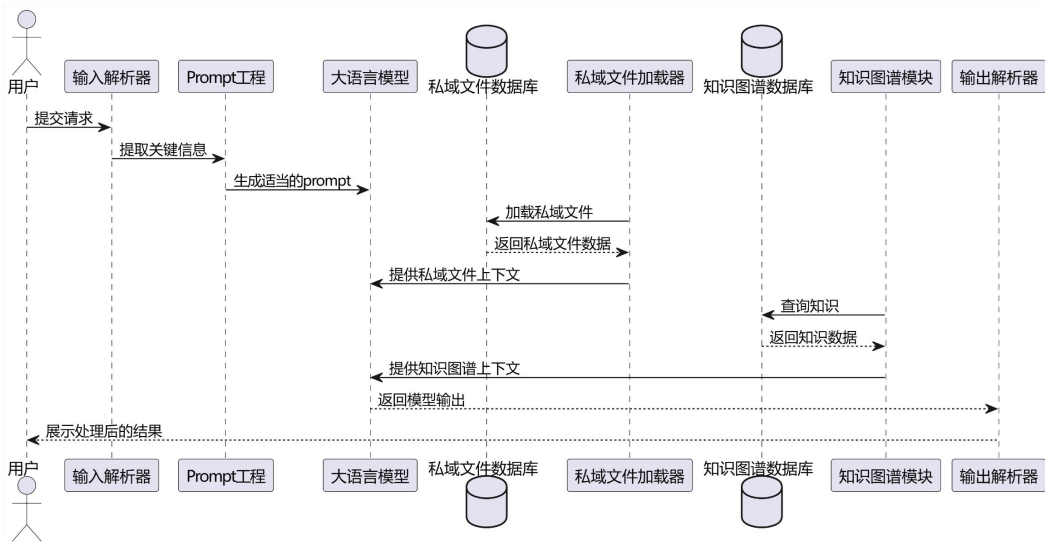 用户
输入解析器
Prompt工程
大语言模型
私域文件数据库
私域文件加载器
知识图谱数据库
知识图谱模块
输出解析器
提交请求
提取关键信息
生成适当的prompt
加载私域文件
返回私域文件数据
提供私域文件上下文
查询知识
返回知识数据
提供知识图谱上下文
返回模型输出
展示处理后的结果
用户
输入解析器
Prompt工程
大语言模型
私域文件数据库
私域文件加载器
知识图谱数据库
知识图谱模块
输出解析器